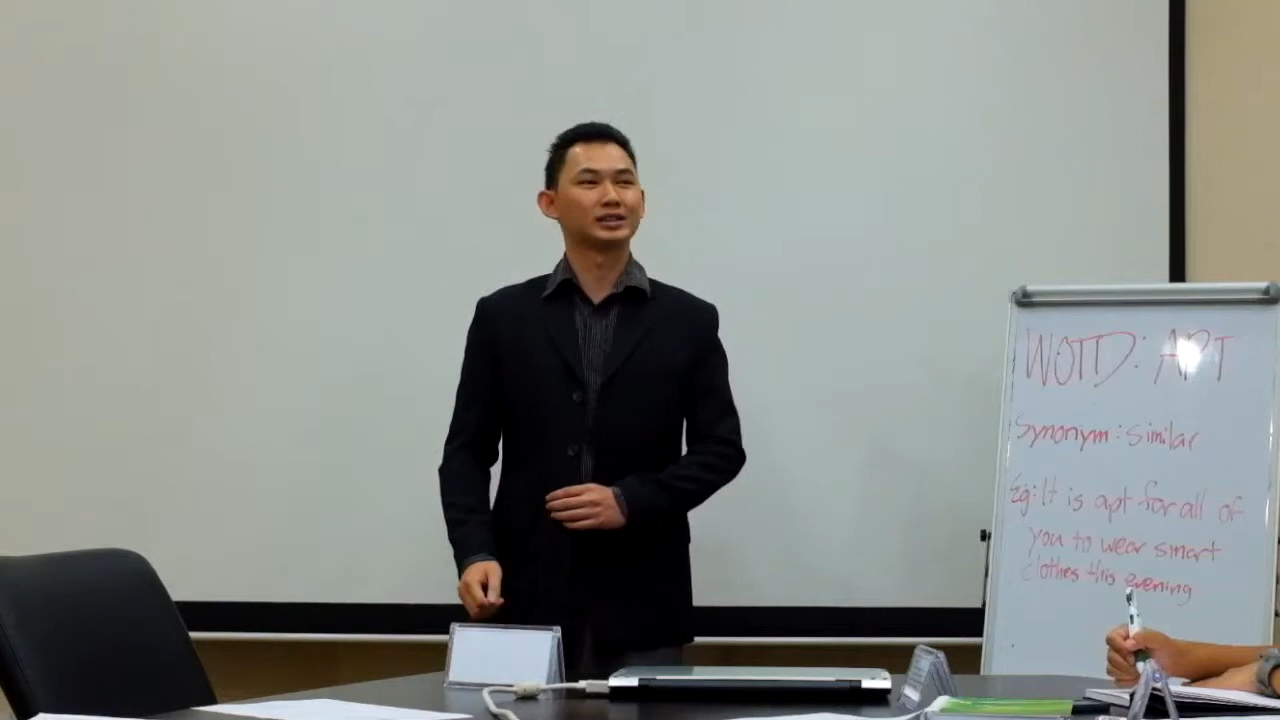 WOTD: APT
Synonym: similar
Eg: It is apt for all of
you to wear smart
clothes this evening